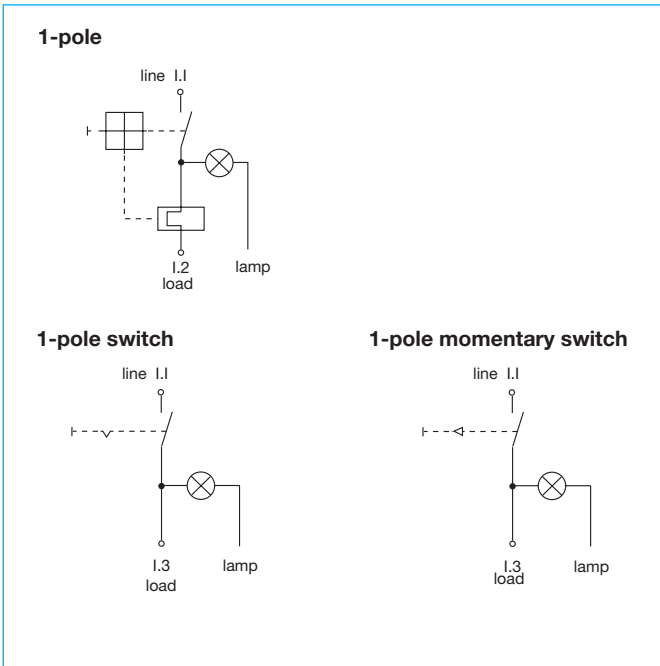 1-pole
line I.I
I.2
load
lamp
1-pole switch
line I.I
I.3
load
lamp
1-pole momentary switch
line I.I
I.3
load
lamp